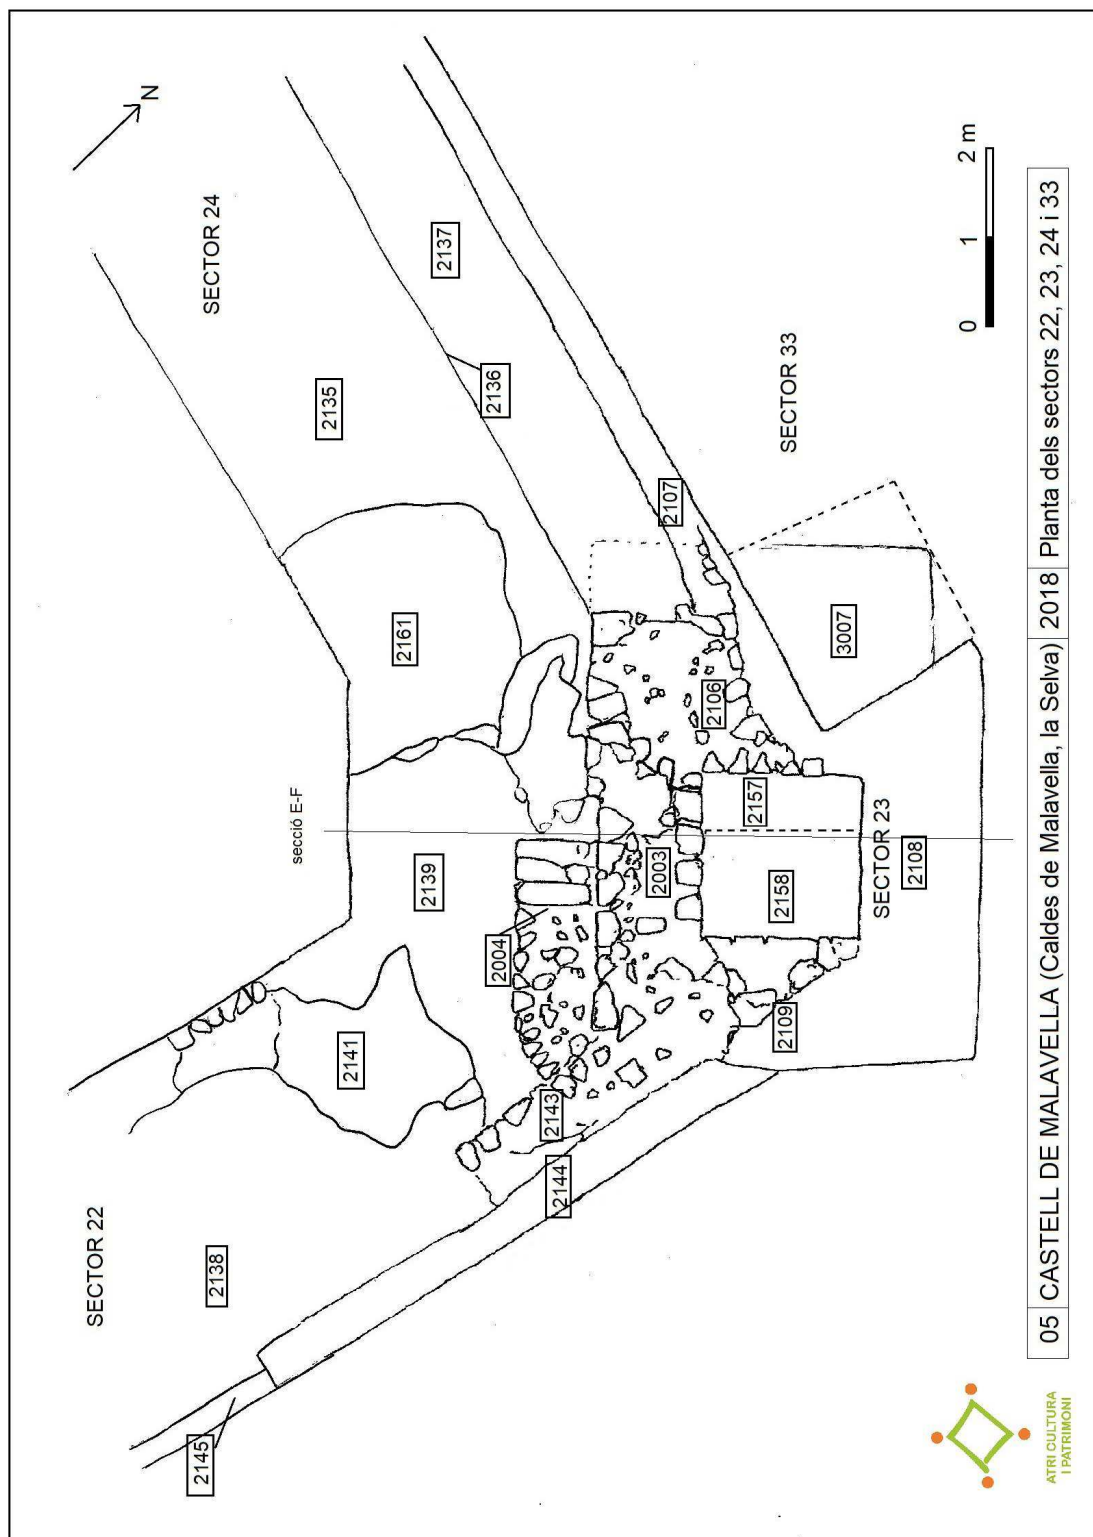 N
SECTOR 24
SECTOR 22
2137
2135
2136
2107
SECTOR 33
2161
3007
2106
secció E-F
2157
2139
2003
2158
SECTOR 23
2108
2004
2109
2141
2143
2144
2138
2145
0 1 2 m
05 CASTELL DE MALAVELLA (Caldes de Malavella, la Selva) 2018 Planta dels sectors 22, 23, 24 i 33
ATRI CULTURA
I PATRIMONI